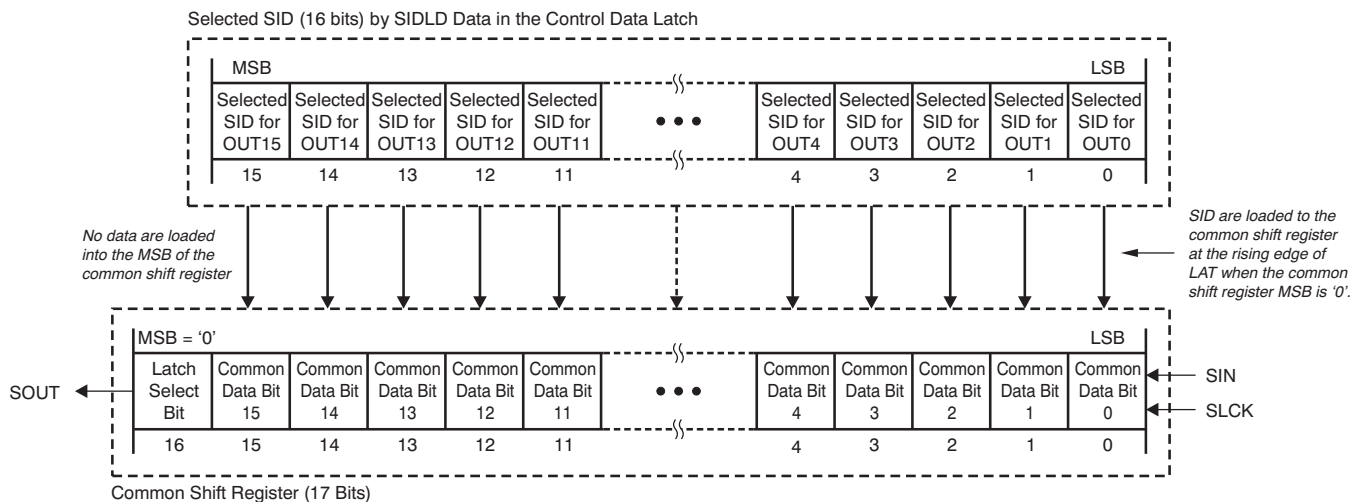 Selected SID (16 bits) by SIDLD Data in the Control Data Latch
MSB LSB
Selected SID for OUT15 Selected SID for OUT14 Selected SID for OUT13 Selected SID for OUT12 Selected SID for OUT11 ••• Selected SID for OUT4 Selected SID for OUT3 Selected SID for OUT2 Selected SID for OUT1 Selected SID for OUT0
15 14 13 12 11 4 3 2 1 0
No data are loaded
into the MSB of the
common shift register
SID are loaded to the
common shift register
at the rising edge of
LAT when the common
shift register MSB is ‘0’.
MSB = ‘0’ LSB
SOUT
Latch Select Bit Common Data Bit 15 Common Data Bit 14 Common Data Bit 13 Common Data Bit 12 Common Data Bit 11 ••• Common Data Bit 4 Common Data Bit 3 Common Data Bit 2 Common Data Bit 1 Common Data Bit 0
SIN
SLCK
16 15 14 13 12 11 4 3 2 1 0
Common Shift Register (17 Bits)